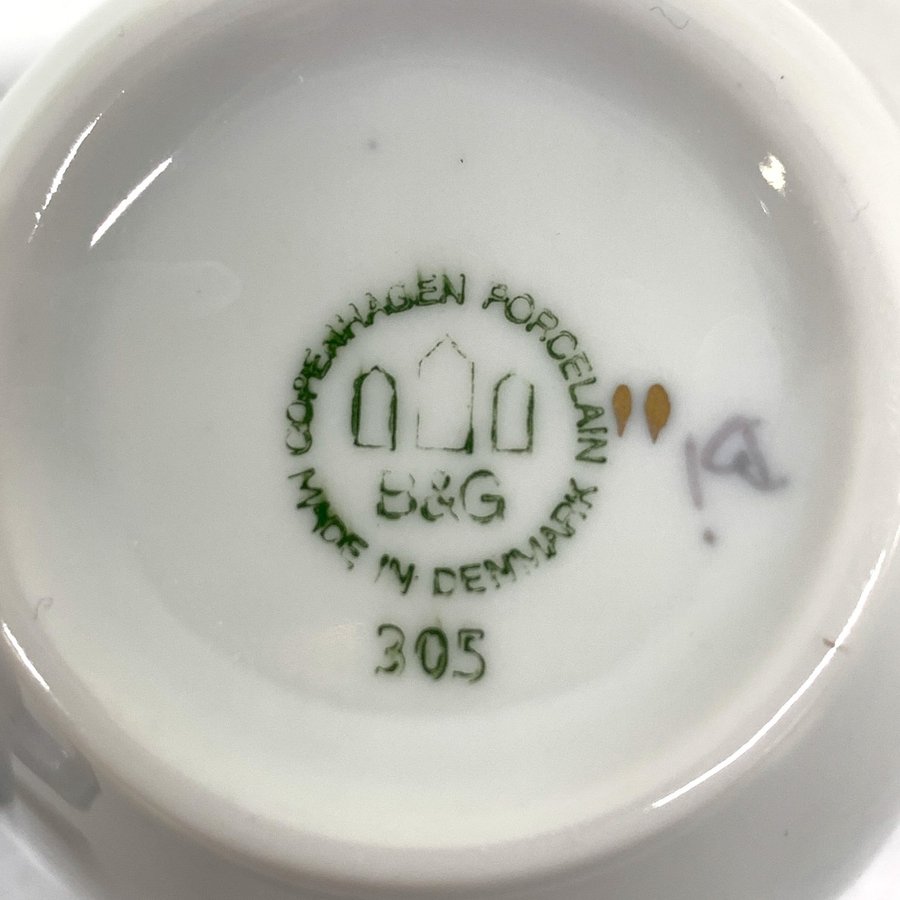 COPENHAGEN PORCELAIN
B&G
MADE IN DENMARK
305